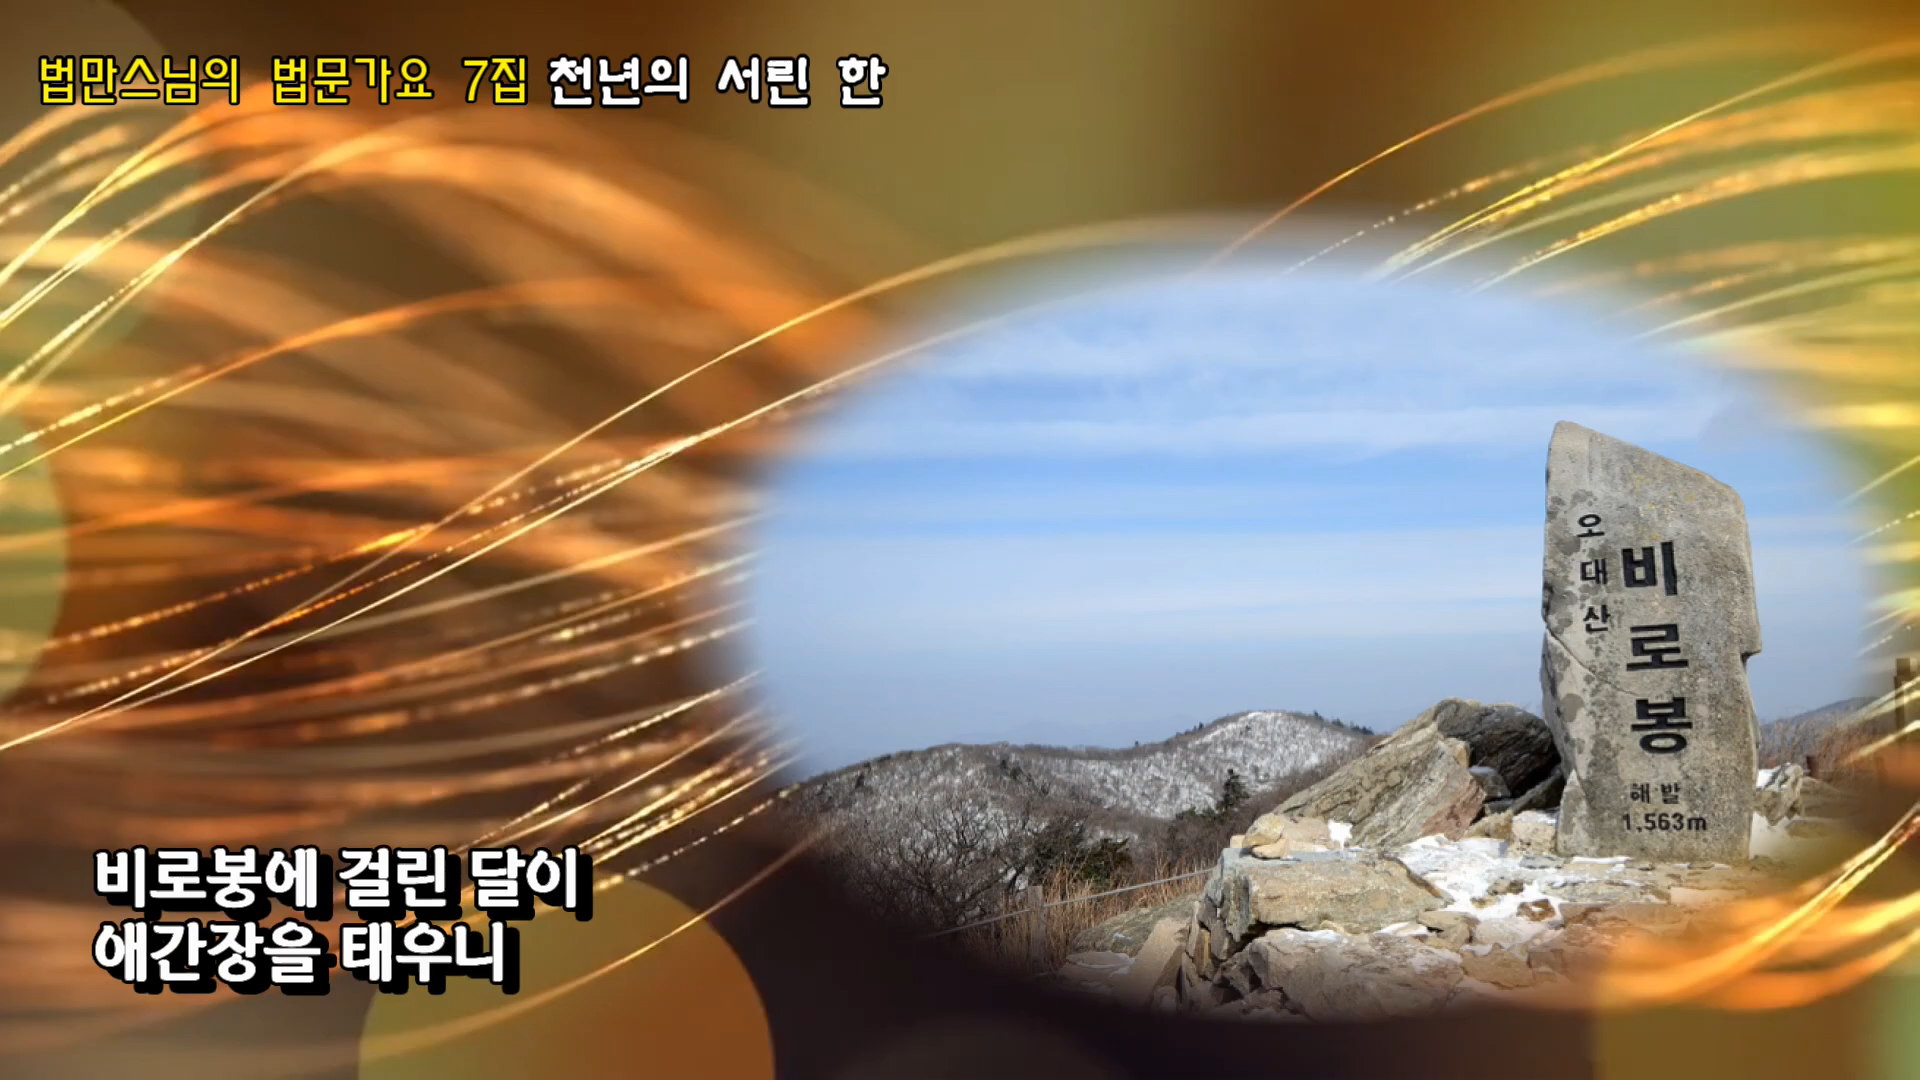 법만스님의 법문가요 7집 천년의 서린 한
오대산
비로봉
해발
1,563m
비로봉에 걸린 달이
애간장을 태우니